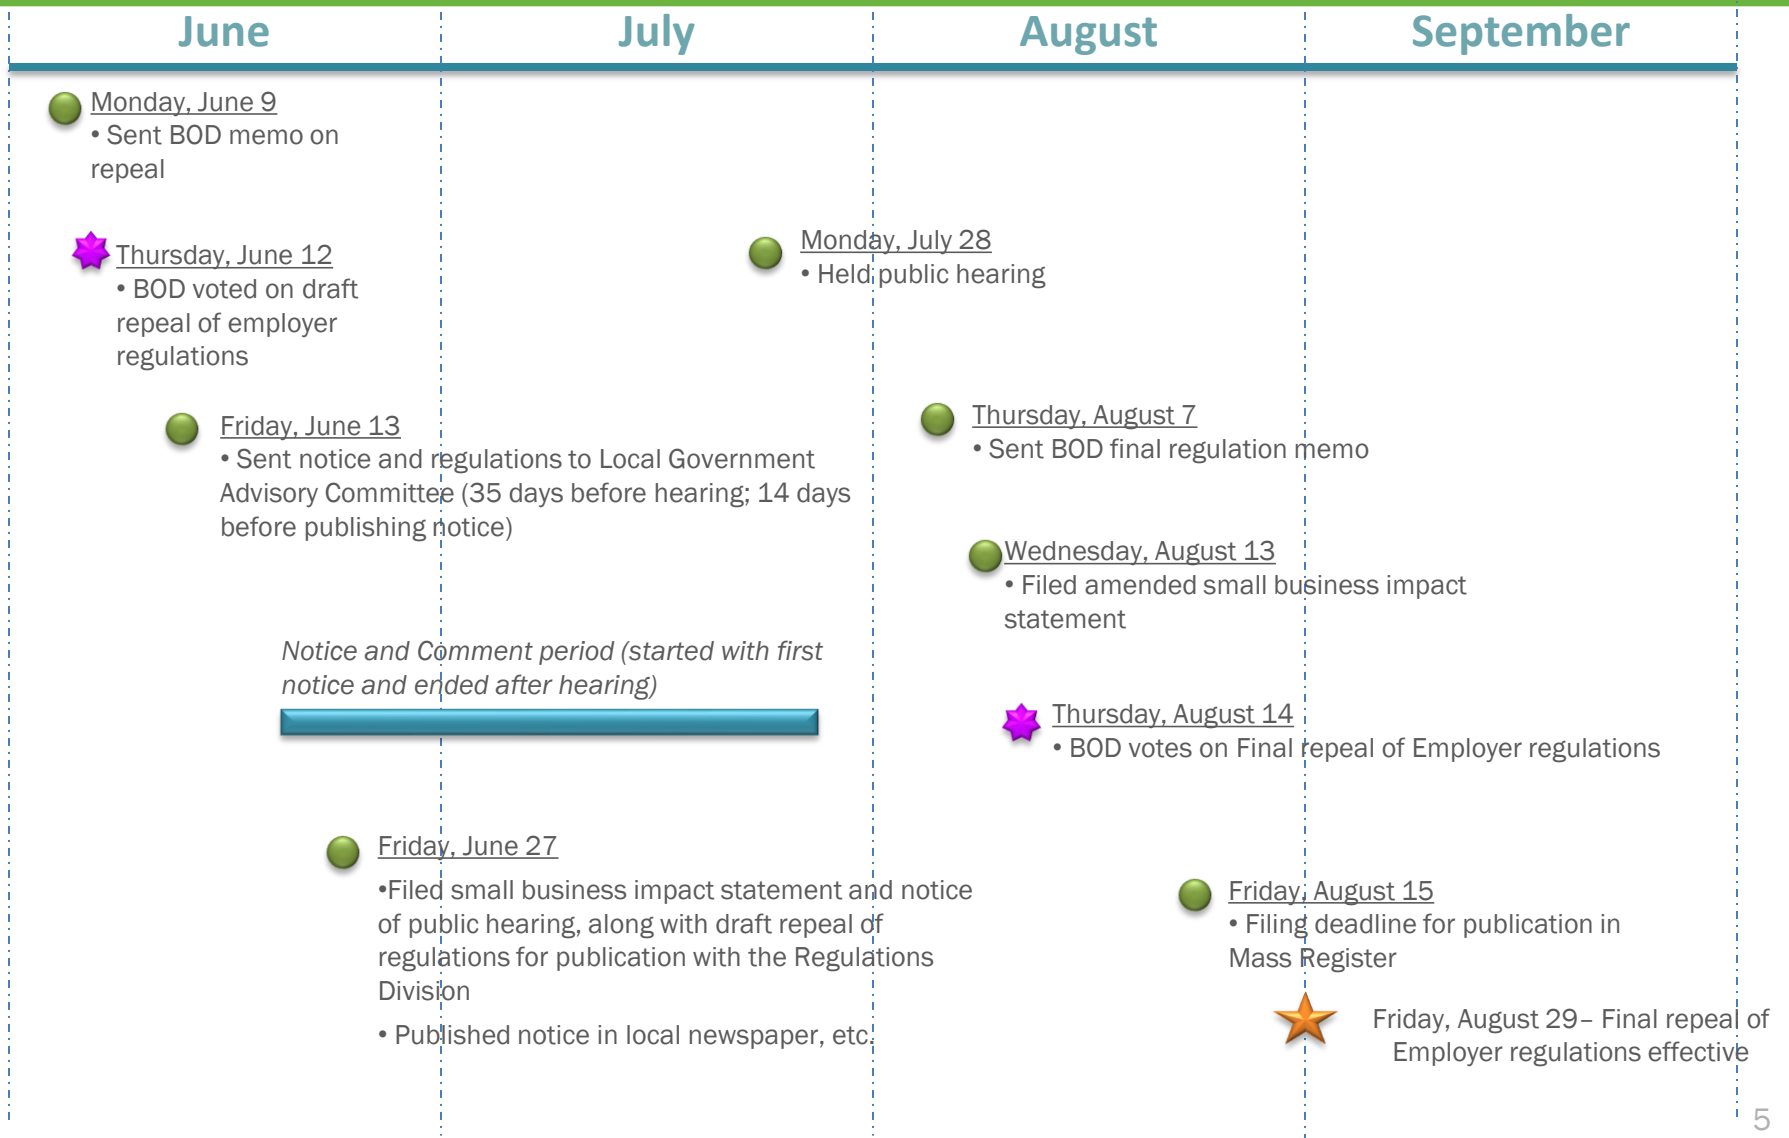 June
July
August
September
Monday, June 9
• Sent BOD memo on
repeal
Thursday, June 12
• BOD voted on draft
repeal of employer
regulations
Monday, July 28
• Held public hearing
Friday, June 13
• Sent notice and regulations to Local Government
Advisory Committee (35 days before hearing; 14 days
before publishing notice)
Thursday, August 7
• Sent BOD final regulation memo
Wednesday, August 13
• Filed amended small business impact
statement
Notice and Comment period (started with first
notice and ended after hearing)
Thursday, August 14
• BOD votes on Final repeal of Employer regulations
Friday, June 27
•Filed small business impact statement and notice
of public hearing, along with draft repeal of
regulations for publication with the Regulations
Division
• Published notice in local newspaper, etc.
Friday, August 15
• Filing deadline for publication in
Mass Register
Friday, August 29– Final repeal of
Employer regulations effective
5